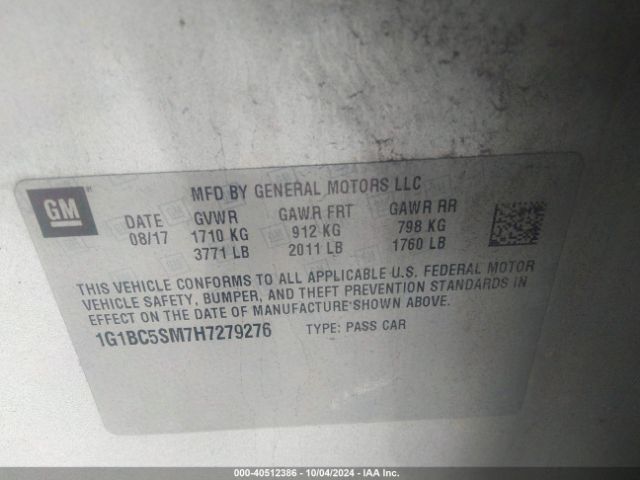 GM
MFD BY GENERAL MOTORS LLC
DATE GVWR GAWR FRT GAWR RR
08/17 1710 KG 912 KG 798 KG
3771 LB 2011 LB 1760 LB
THIS VEHICLE CONFORMS TO ALL APPLICABLE U.S. FEDERAL MOTOR
VEHICLE SAFETY, BUMPER, AND THEFT PREVENTION STANDARDS IN
EFFECT ON THE DATE OF MANUFACTURE SHOWN ABOVE.
1G1BC5SM7H7279276 TYPE: PASS CAR
000-40512386 - 10/04/2024 - IAA Inc.